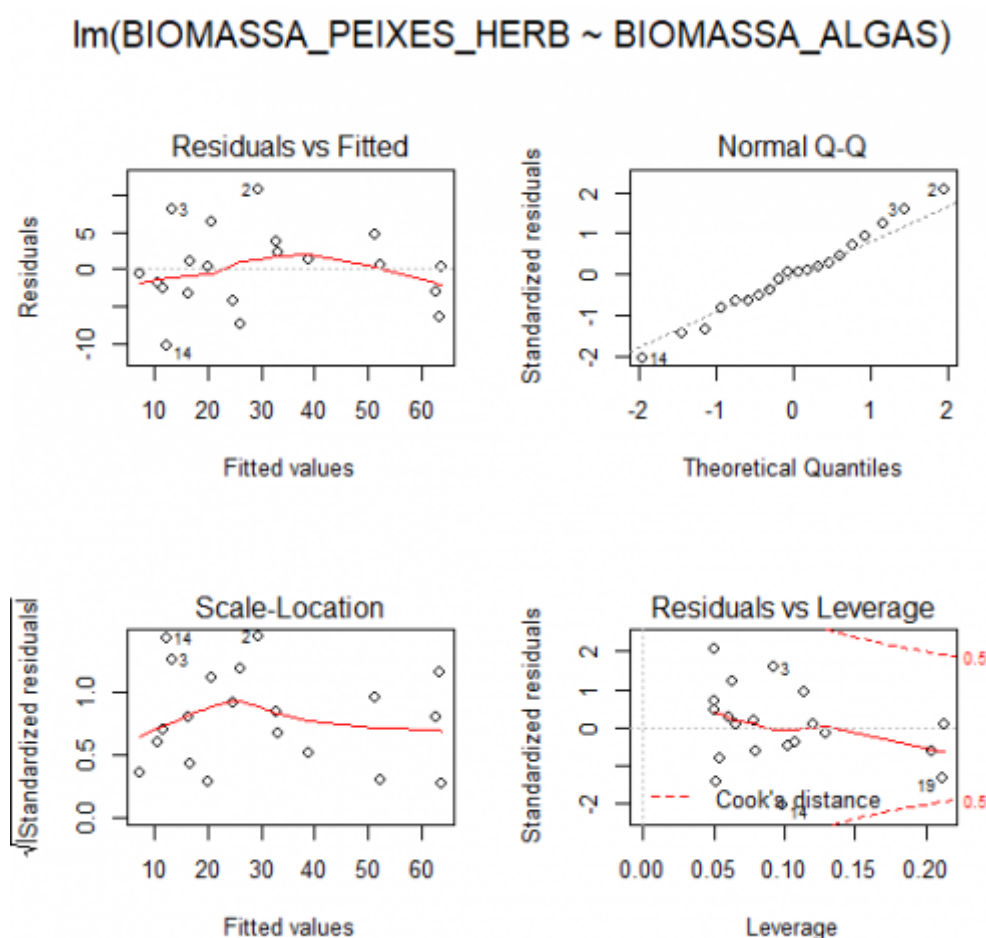 lm(BIOMASSA_PEIXES_HERB ~ BIOMASSA_ALGAS)
Residuals vs Fitted
Residuals
5
0
-10
2
3
14
10 20 30 40 50 60
Fitted values
Normal Q-Q
Standardized residuals
2
1
0
-1
-2
2
3
14
-2 -1 0 1 2
Theoretical Quantiles
Scale-Location
√|Standardized residuals|
1.0
0.5
0.0
14
2
3
10 20 30 40 50 60
Fitted values
Residuals vs Leverage
Standardized residuals
2
1
0
-2
3
0.5
19
Cook's distance
14
0.5
0.00 0.05 0.10 0.15 0.20
Leverage